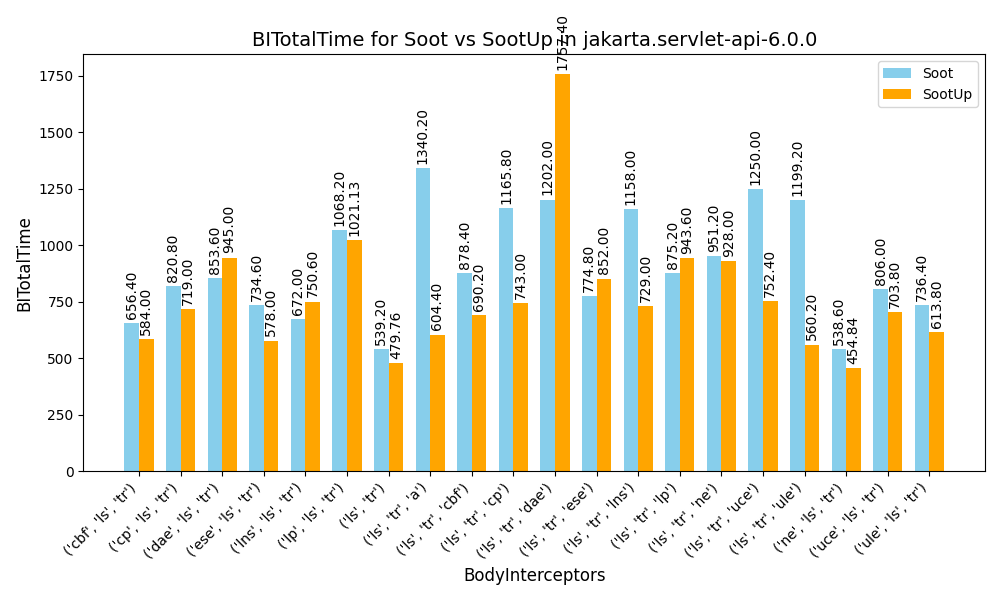 BITotalTime for Soot vs SootUp in jakarta.servlet-api-6.0.0
Soot
SootUp
BITotalTime
1750
1500
1250
1000
750
500
250
0
656.40
584.00
820.80
719.00
853.60
945.00
734.60
578.00
672.00
750.60
1068.20
1021.13
539.20
479.76
1340.20
604.40
878.40
690.20
1165.80
743.00
1202.00
1757.40
774.80
852.00
1158.00
729.00
875.20
943.60
951.20
928.00
1250.00
752.40
1199.20
560.20
538.60
454.84
806.00
703.80
736.40
613.80
('cbf', 'ls', 'tr')
('cp', 'ls', 'tr')
('dae', 'ls', 'tr')
('ese', 'ls', 'tr')
('lns', 'ls', 'tr')
('lp', 'ls', 'tr')
('ls', 'tr')
('ls', 'tr', 'a')
('ls', 'tr', 'cbf')
('ls', 'tr', 'cp')
('ls', 'tr', 'dae')
('ls', 'tr', 'ese')
('ls', 'tr', 'lns')
('ls', 'tr', 'lp')
('ls', 'tr', 'ne')
('ls', 'tr', 'uce')
('ls', 'tr', 'ule')
('ne', 'ls', 'tr')
('uce', 'ls', 'tr')
('ule', 'ls', 'tr')
BodyInterceptors